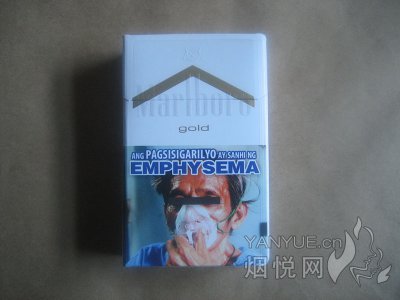 Marlboro
gold
ANG PAGSISIGARILYO AY SANHI NG
EMPHYSEMA
YANYUE.cn
烟悦网